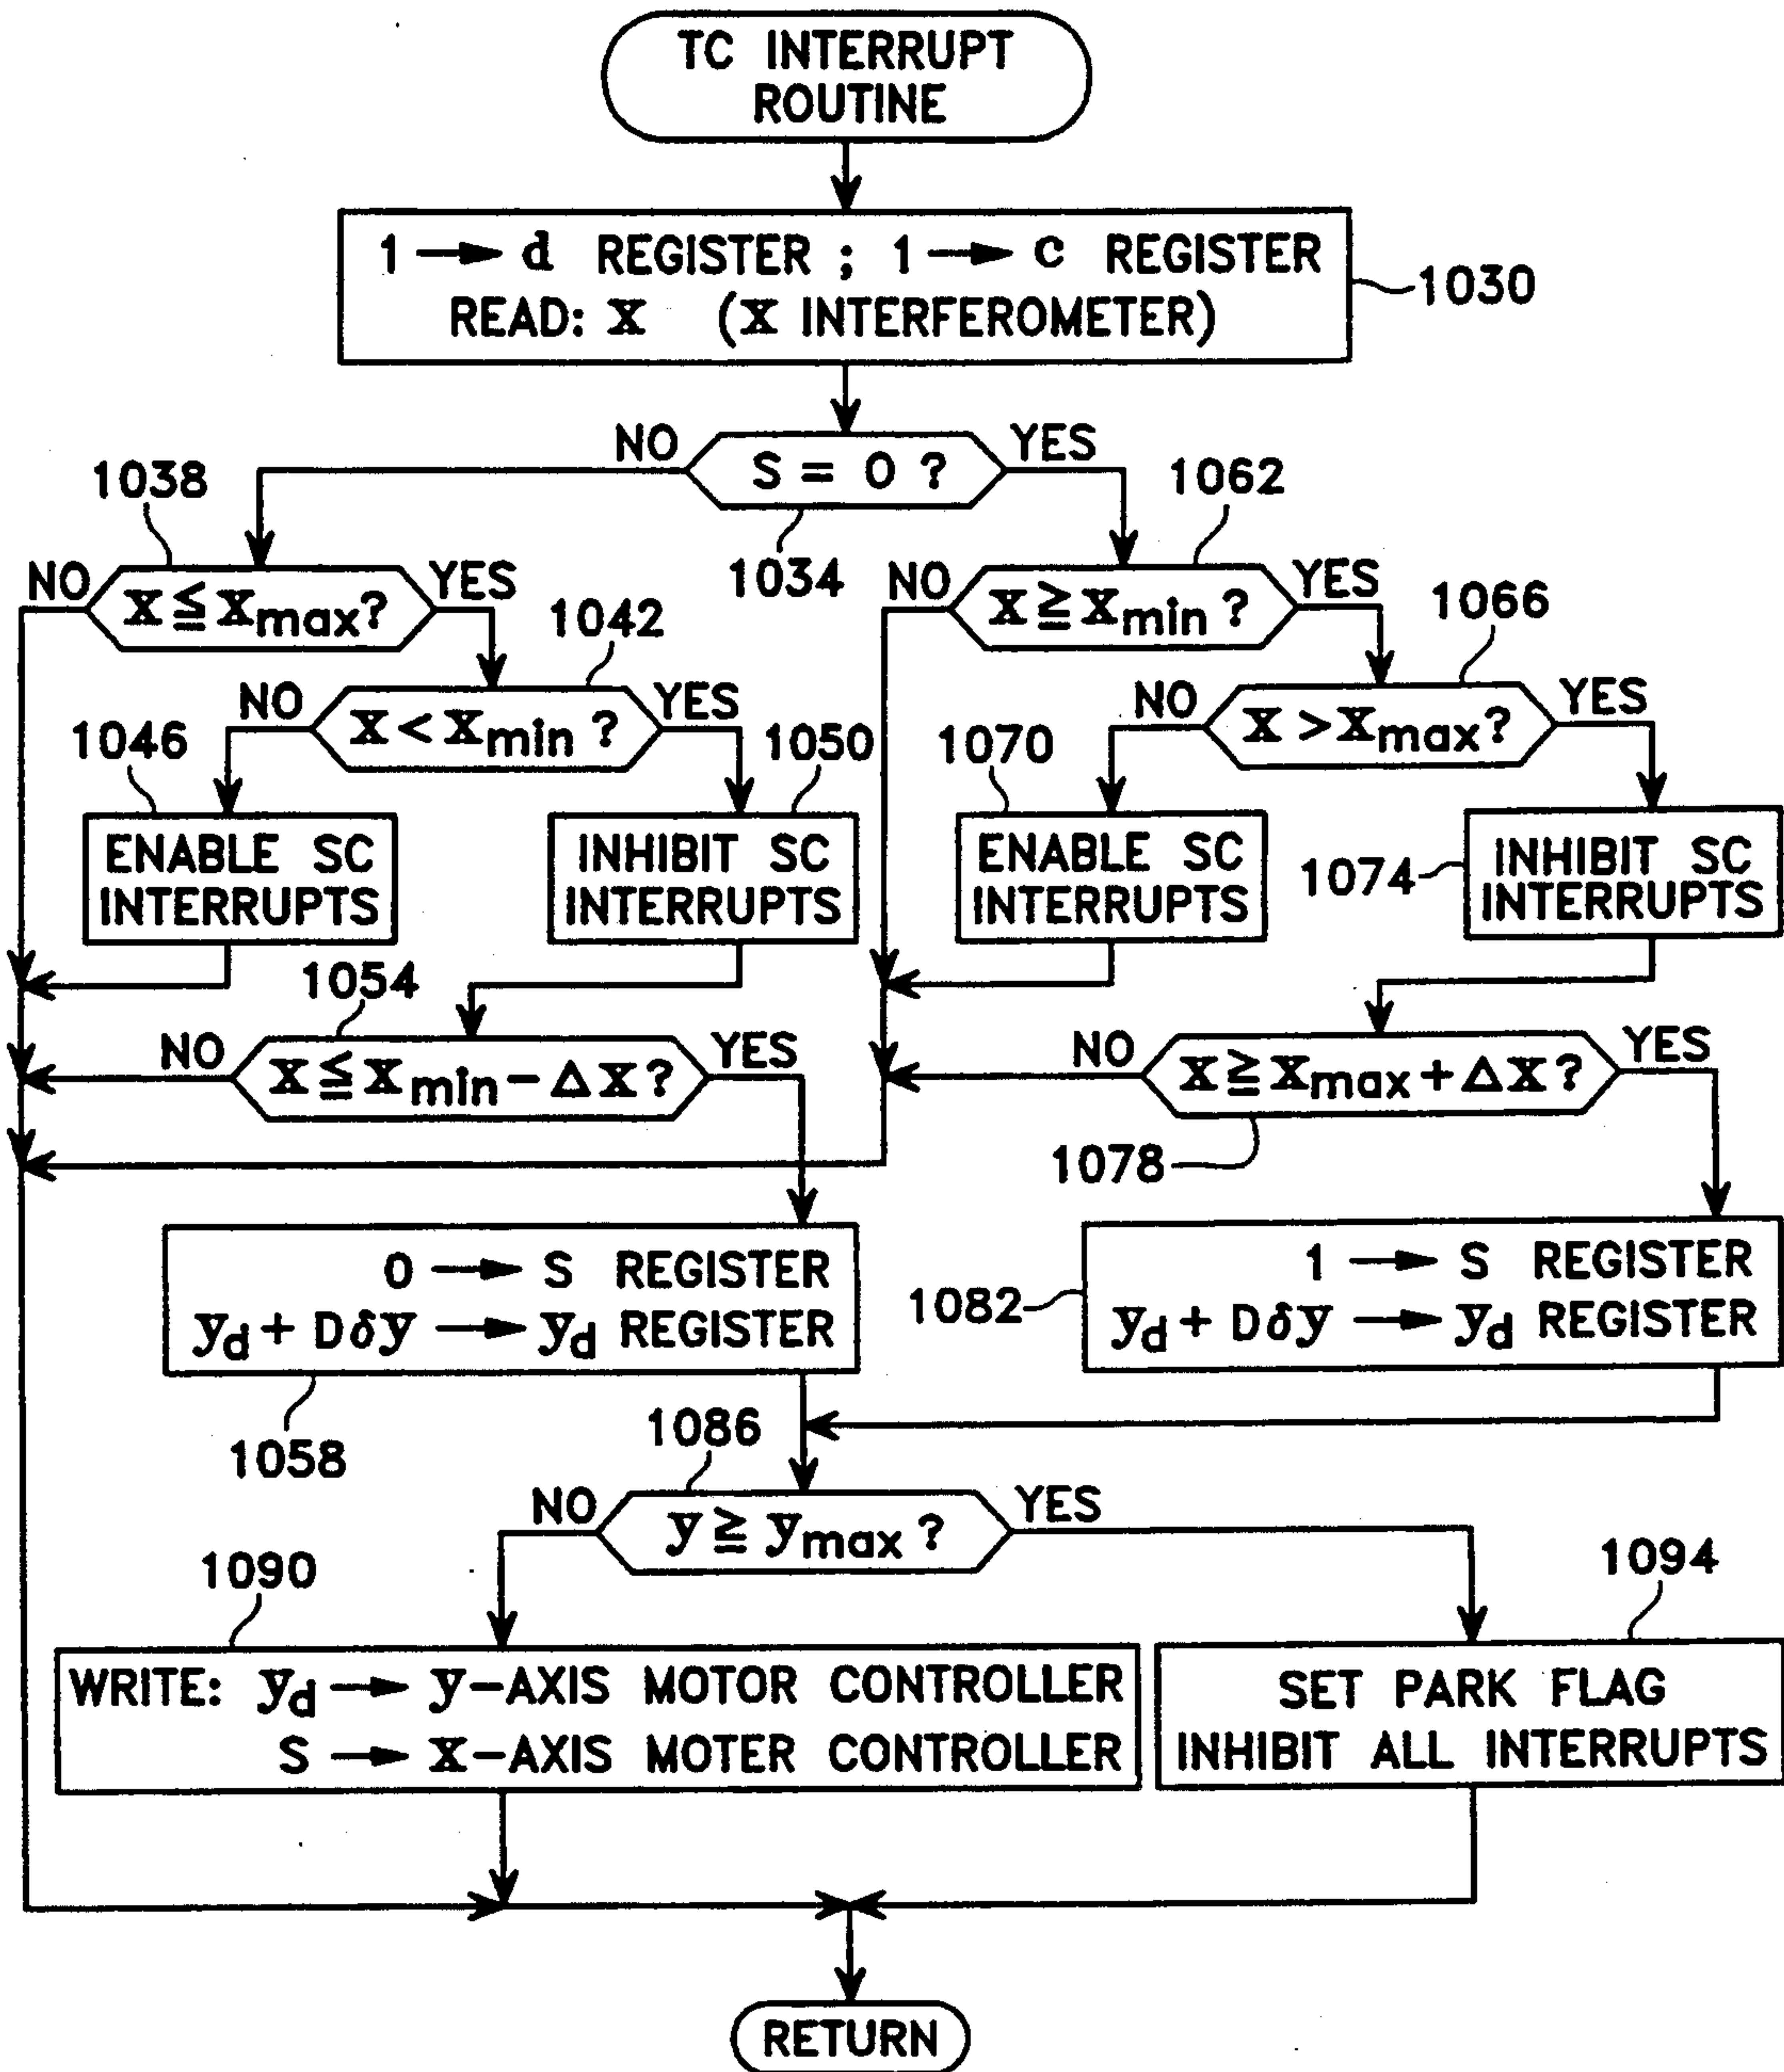 TC INTERRUPT
ROUTINE
1 → d REGISTER ; 1 → c REGISTER
READ: x (x INTERFEROMETER)
1030
NO
S = 0 ?
YES
1034
1038
1062
NO
x ≦ xmax?
YES
NO
x ≧ xmin ?
YES
1042
1066
NO
x < xmin ?
YES
NO
x > xmax?
YES
1046
1050
1070
1074
ENABLE SC
INTERRUPTS
INHIBIT SC
INTERRUPTS
ENABLE SC
INTERRUPTS
INHIBIT SC
INTERRUPTS
1054
NO
x ≦ xmin − Δx?
YES
NO
x ≧ xmax + Δx?
YES
1078
0 → S REGISTER
yd + Dδy → yd REGISTER
1058
1082
1 → S REGISTER
yd + Dδy → yd REGISTER
1086
NO
y ≧ ymax ?
YES
1090
1094
WRITE: yd → y−AXIS MOTOR CONTROLLER
S → x−AXIS MOTER CONTROLLER
SET PARK FLAG
INHIBIT ALL INTERRUPTS
RETURN